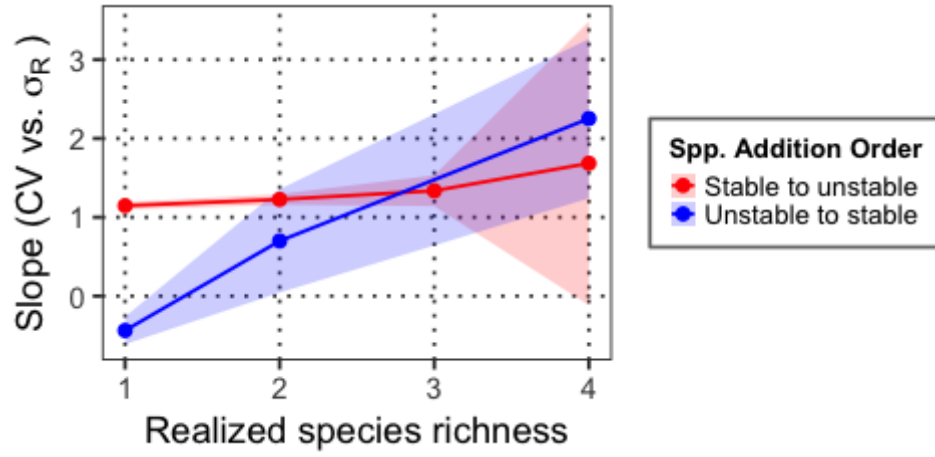 Slope (CV vs. σR)
3
2
1
0
1 2 3 4
Realized species richness
Spp. Addition Order
Stable to unstable
Unstable to stable